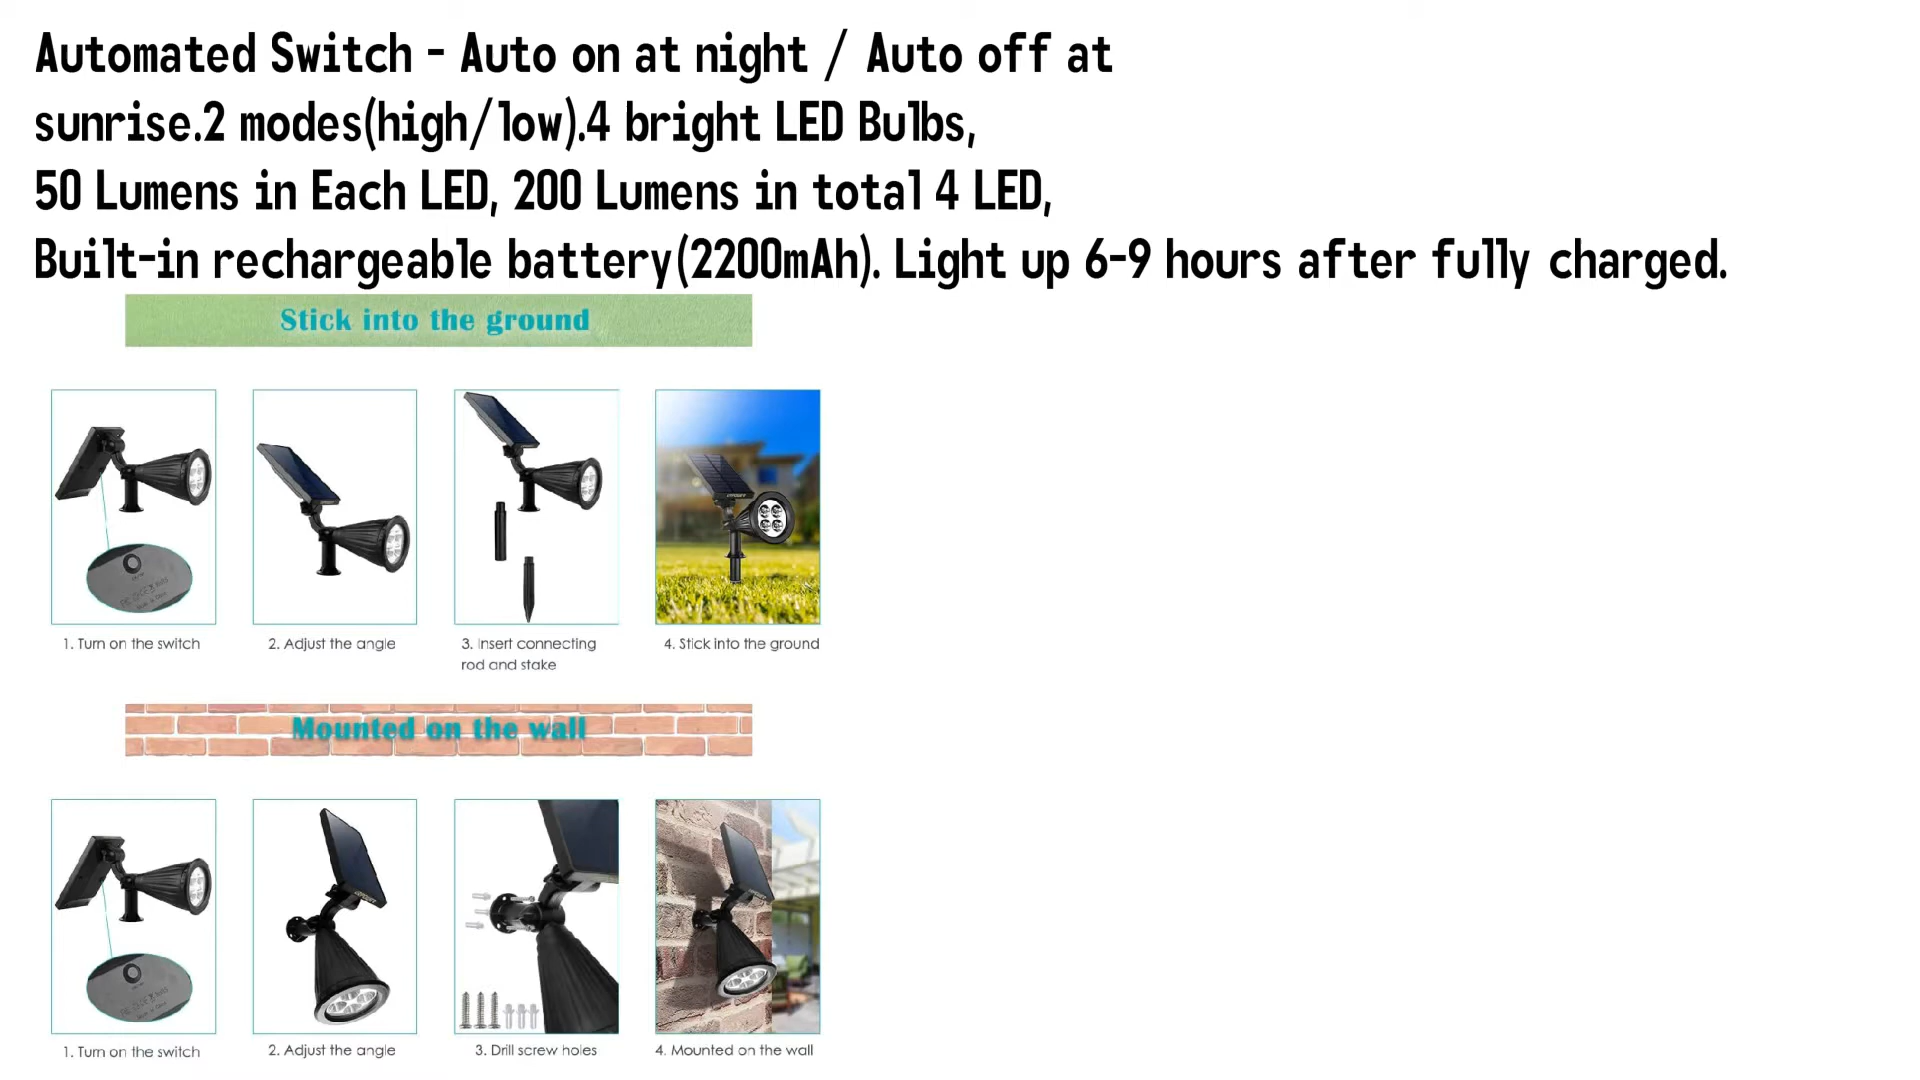 Automated Switch - Auto on at night / Auto off at
sunrise.2 modes(high/low).4 bright LED Bulbs,
50 Lumens in Each LED, 200 Lumens in total 4 LED,
Built-in rechargeable battery(2200mAh). Light up 6-9 hours after fully charged.
Stick into the ground
1. Turn on the switch
2. Adjust the angle
3. Insert connecting
rod and stake
4. Stick into the ground
Mounted on the wall
1. Turn on the switch
2. Adjust the angle
3. Drill screw holes
4. Mounted on the wall